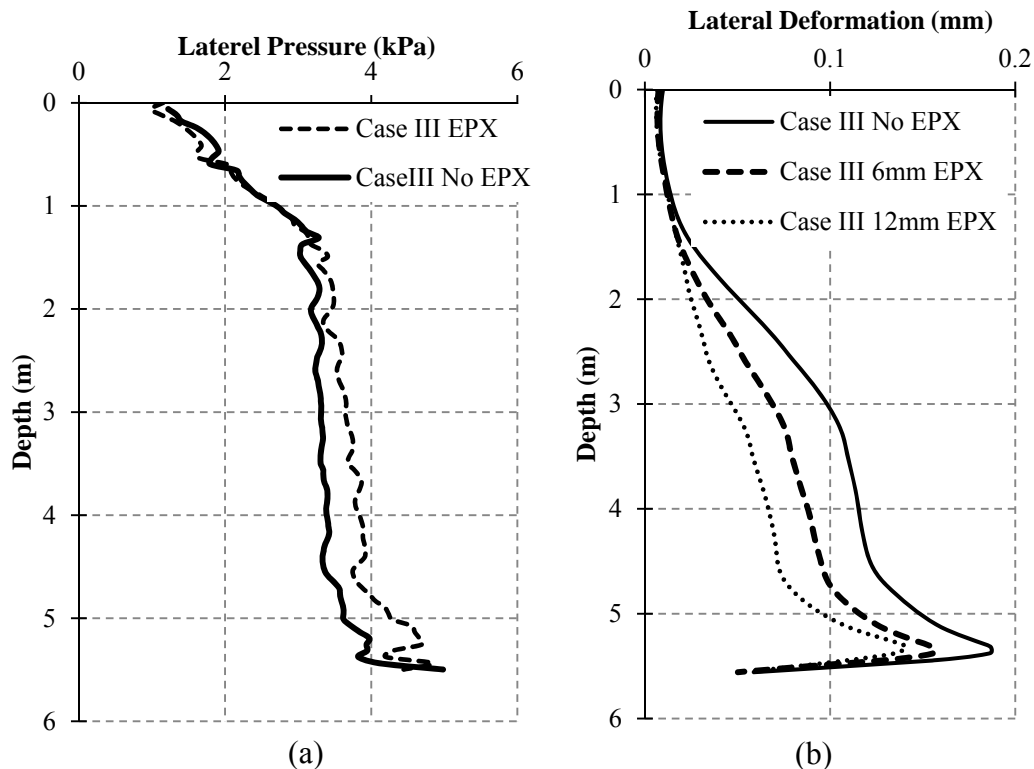 Laterel Pressure (kPa)
0 2 4 6
0
1
2
3
4
5
6
Depth (m)
Case III EPX
CaseIII No EPX
(a)
Lateral Deformation (mm)
0 0.1 0.2
0
1
2
3
4
5
6
Depth (m)
Case III No EPX
Case III 6mm EPX
Case III 12mm EPX
(b)